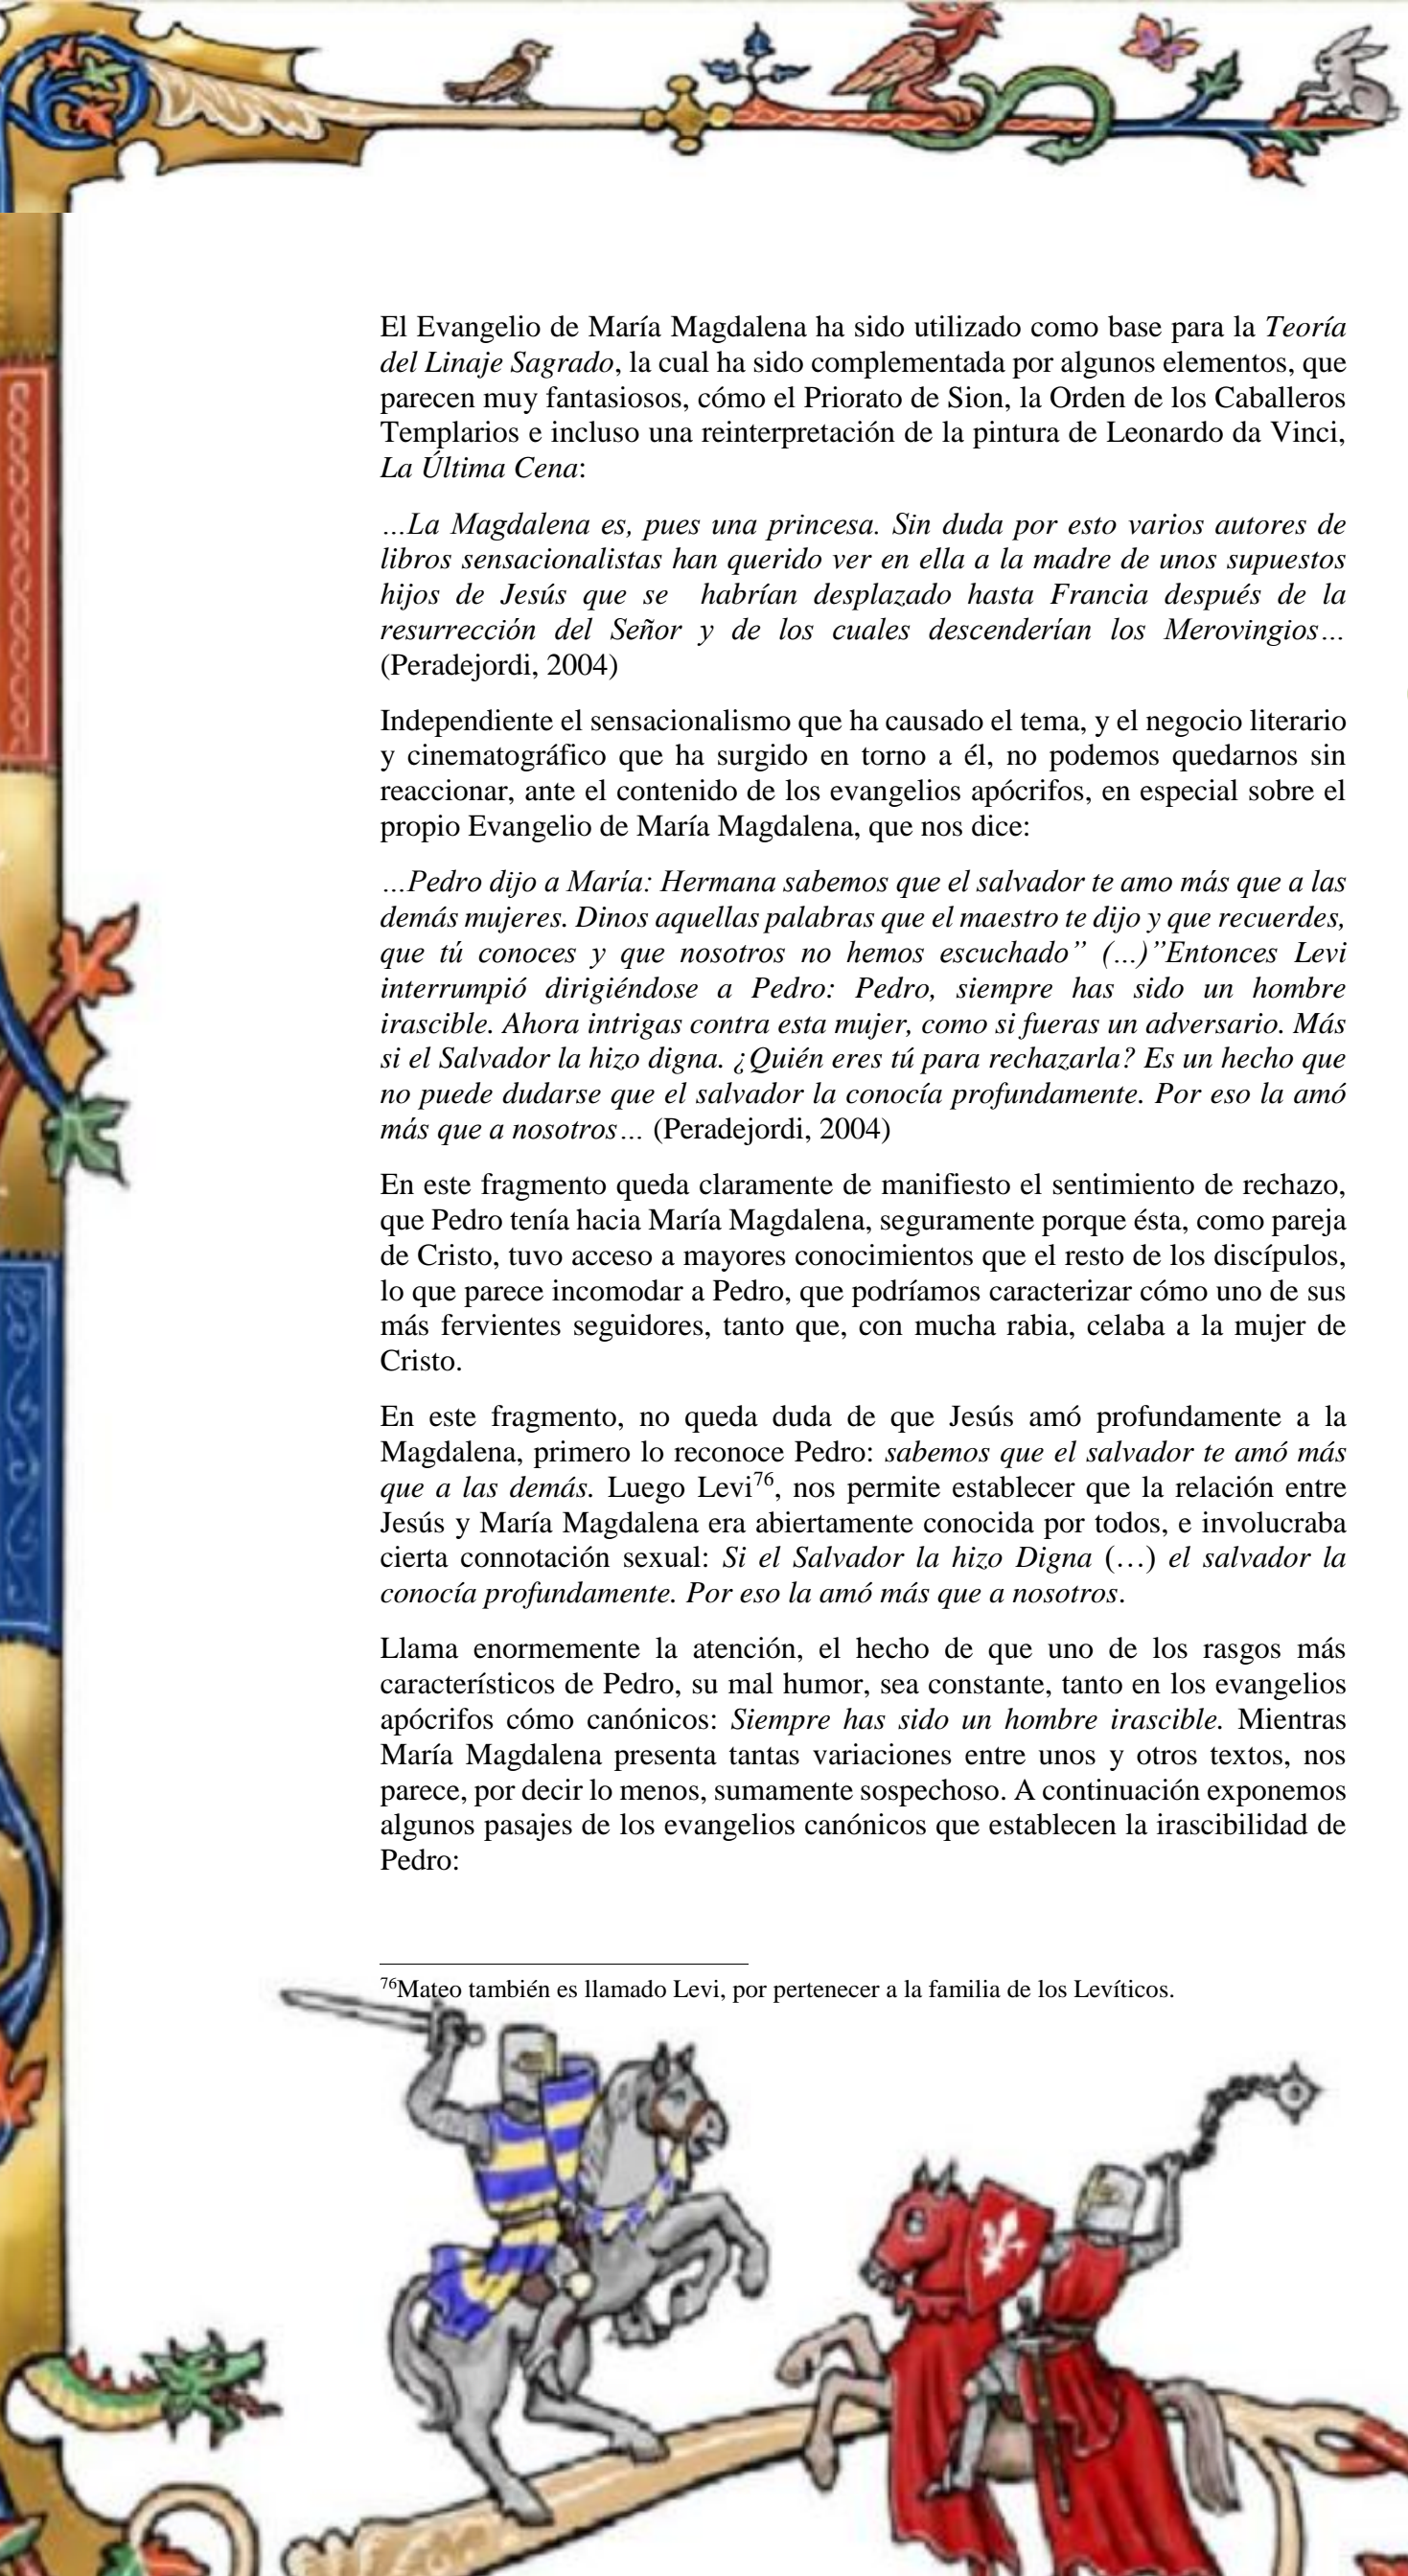 El Evangelio de María Magdalena ha sido utilizado como base para la Teoría
del Linaje Sagrado, la cual ha sido complementada por algunos elementos, que
parecen muy fantasiosos, cómo el Priorato de Sion, la Orden de los Caballeros
Templarios e incluso una reinterpretación de la pintura de Leonardo da Vinci,
La Última Cena:
...La Magdalena es, pues una princesa. Sin duda por esto varios autores de
libros sensacionalistas han querido ver en ella a la madre de unos supuestos
hijos de Jesús que se habrían desplazado hasta Francia después de la
resurrección del Señor y de los cuales descenderían los Merovingios...
(Peradejordi, 2004)
Independiente el sensacionalismo que ha causado el tema, y el negocio literario
y cinematográfico que ha surgido en torno a él, no podemos quedarnos sin
reaccionar, ante el contenido de los evangelios apócrifos, en especial sobre el
propio Evangelio de María Magdalena, que nos dice:
...Pedro dijo a María: Hermana sabemos que el salvador te amo más que a las
demás mujeres. Dinos aquellas palabras que el maestro te dijo y que recuerdes,
que tú conoces y que nosotros no hemos escuchado” (...)”Entonces Levi
interrumpió dirigiéndose a Pedro: Pedro, siempre has sido un hombre
irascible. Ahora intrigas contra esta mujer, como si fueras un adversario. Más
si el Salvador la hizo digna. ¿Quién eres tú para rechazarla? Es un hecho que
no puede dudarse que el salvador la conocía profundamente. Por eso la amó
más que a nosotros... (Peradejordi, 2004)
En este fragmento queda claramente de manifiesto el sentimiento de rechazo,
que Pedro tenía hacia María Magdalena, seguramente porque ésta, como pareja
de Cristo, tuvo acceso a mayores conocimientos que el resto de los discípulos,
lo que parece incomodar a Pedro, que podríamos caracterizar cómo uno de sus
más fervientes seguidores, tanto que, con mucha rabia, celaba a la mujer de
Cristo.
En este fragmento, no queda duda de que Jesús amó profundamente a la
Magdalena, primero lo reconoce Pedro: sabemos que el salvador te amó más
que a las demás. Luego Levi76, nos permite establecer que la relación entre
Jesús y María Magdalena era abiertamente conocida por todos, e involucraba
cierta connotación sexual: Si el Salvador la hizo Digna (…) el salvador la
conocía profundamente. Por eso la amó más que a nosotros.
Llama enormemente la atención, el hecho de que uno de los rasgos más
característicos de Pedro, su mal humor, sea constante, tanto en los evangelios
apócrifos cómo canónicos: Siempre has sido un hombre irascible. Mientras
María Magdalena presenta tantas variaciones entre unos y otros textos, nos
parece, por decir lo menos, sumamente sospechoso. A continuación exponemos
algunos pasajes de los evangelios canónicos que establecen la irascibilidad de
Pedro:
76Mateo también es llamado Levi, por pertenecer a la familia de los Levíticos.